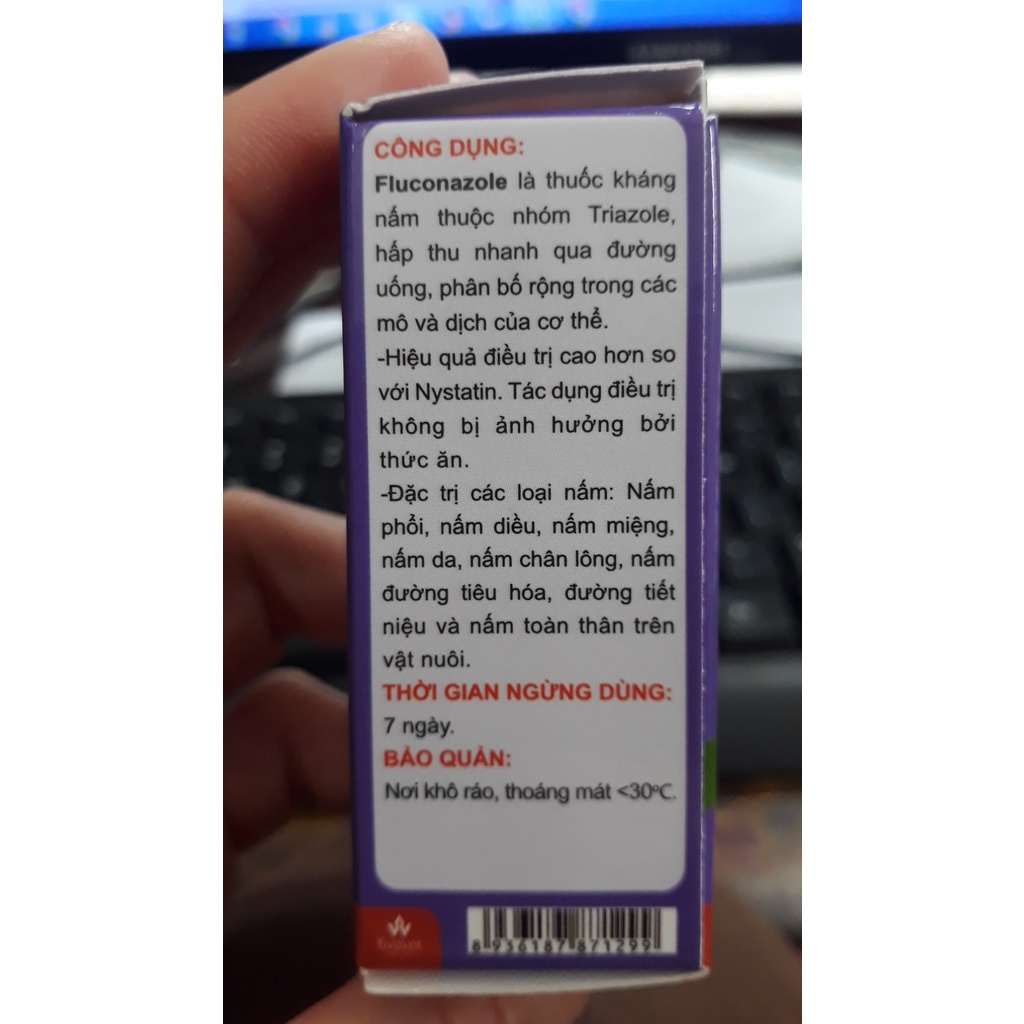 CÔNG DỤNG:
Fluconazole là thuốc kháng
nấm thuộc nhóm Triazole,
hấp thu nhanh qua đường
uống, phân bố rộng trong các
mô và dịch của cơ thể.
-Hiệu quả điều trị cao hơn so
với Nystatin. Tác dụng điều trị
không bị ảnh hưởng bởi
thức ăn.
-Đặc trị các loại nấm: Nấm
phổi, nấm diều, nấm miệng,
nấm da, nấm chân lông, nấm
đường tiêu hóa, đường tiết
niệu và nấm toàn thân trên
vật nuôi.
THỜI GIAN NGỪNG DÙNG:
7 ngày.
BẢO QUẢN:
Nơi khô ráo, thoáng mát <30ºC.
8 936187 871299